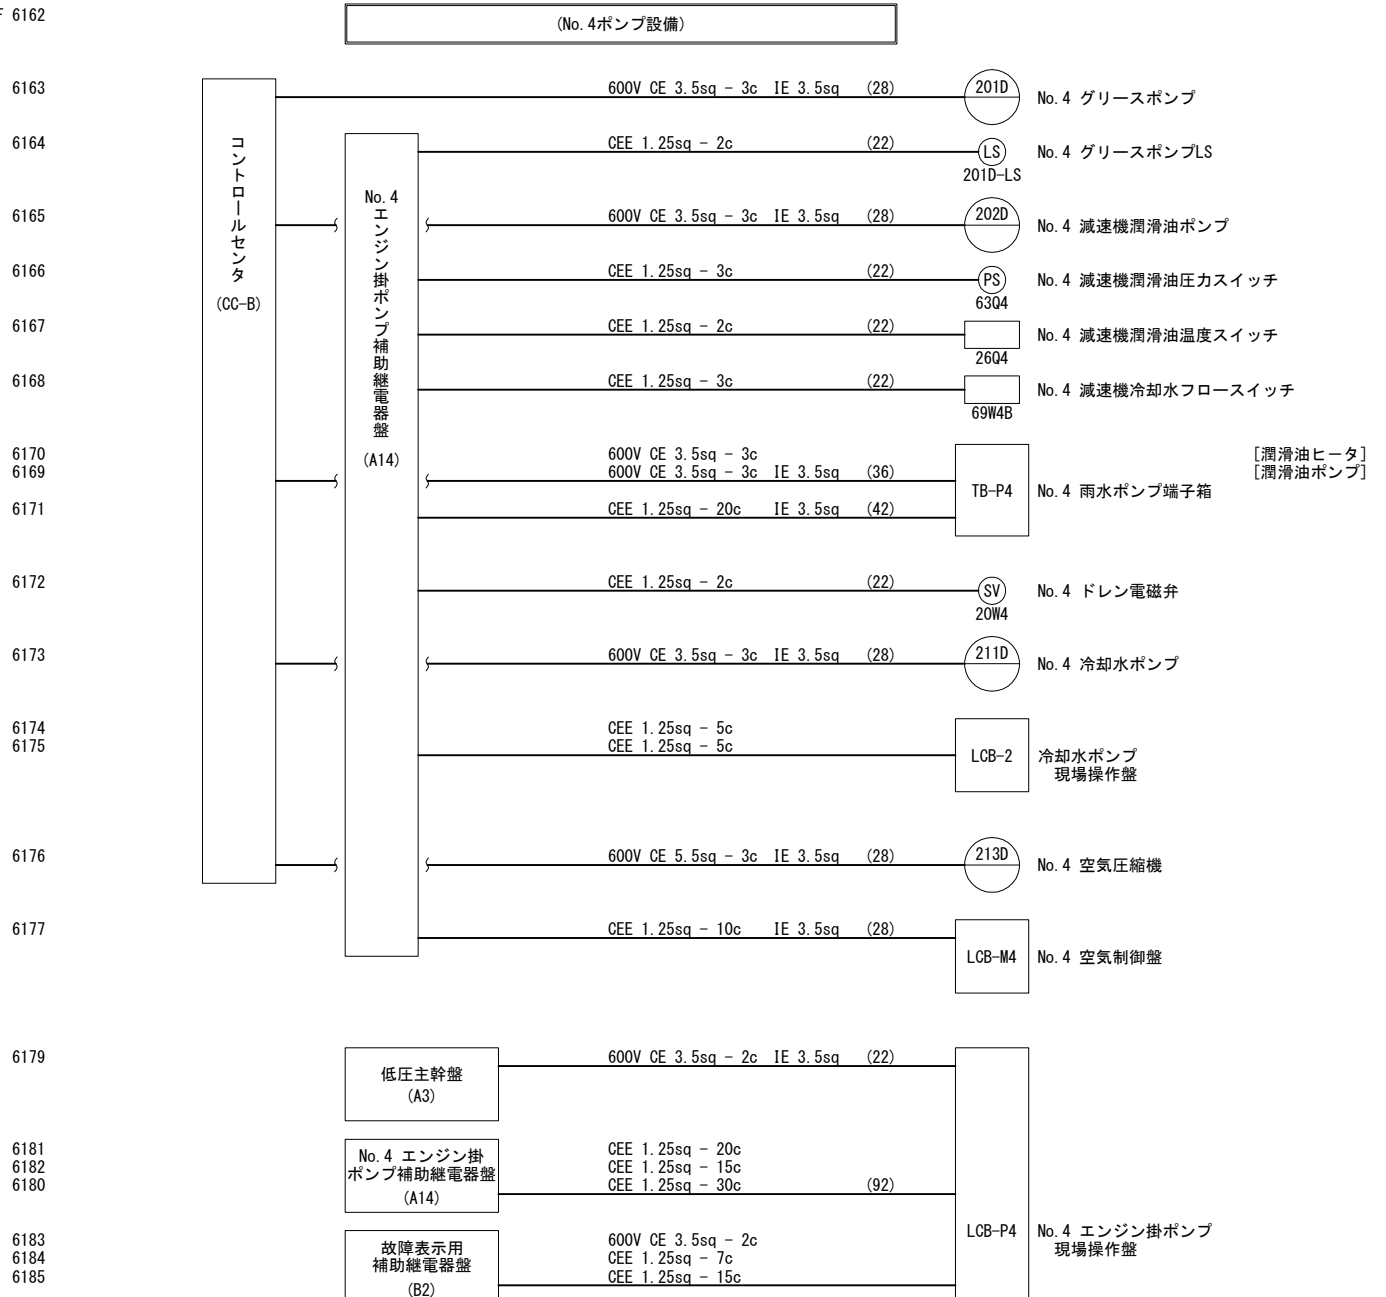 F 6162
(No.4ポンプ設備)
6163
600V CE 3.5sq - 3c IE 3.5sq (28)
201D
No.4 グリースポンプ
コントロールセンタ
(CC-B)
6164
CEE 1.25sq - 2c (22)
LS
201D-LS
No.4 グリースポンプLS
No.4
エンジン掛ポンプ補助継電器盤
(A14)
6165
600V CE 3.5sq - 3c IE 3.5sq (28)
202D
No.4 減速機潤滑油ポンプ
6166
CEE 1.25sq - 3c (22)
PS
63Q4
No.4 減速機潤滑油圧力スイッチ
6167
CEE 1.25sq - 2c (22)
26Q4
No.4 減速機潤滑油温度スイッチ
6168
CEE 1.25sq - 3c (22)
69W4B
No.4 減速機冷却水フロースイッチ
6170
600V CE 3.5sq - 3c
[潤滑油ヒータ]
6169
600V CE 3.5sq - 3c IE 3.5sq (36)
[潤滑油ポンプ]
TB-P4
No.4 雨水ポンプ端子箱
6171
CEE 1.25sq - 20c IE 3.5sq (42)
6172
CEE 1.25sq - 2c (22)
SV
20W4
No.4 ドレン電磁弁
6173
600V CE 3.5sq - 3c IE 3.5sq (28)
211D
No.4 冷却水ポンプ
6174
CEE 1.25sq - 5c
6175
CEE 1.25sq - 5c
LCB-2
冷却水ポンプ
現場操作盤
6176
600V CE 5.5sq - 3c IE 3.5sq (28)
213D
No.4 空気圧縮機
6177
CEE 1.25sq - 10c IE 3.5sq (28)
LCB-M4
No.4 空気制御盤
6179
低圧主幹盤
(A3)
600V CE 3.5sq - 2c IE 3.5sq (22)
6181
6182
6180
No.4 エンジン掛
ポンプ補助継電器盤
(A14)
CEE 1.25sq - 20c
CEE 1.25sq - 15c
CEE 1.25sq - 30c (92)
LCB-P4
No.4 エンジン掛ポンプ
現場操作盤
6183
6184
6185
故障表示用
補助継電器盤
(B2)
600V CE 3.5sq - 2c
CEE 1.25sq - 7c
CEE 1.25sq - 15c